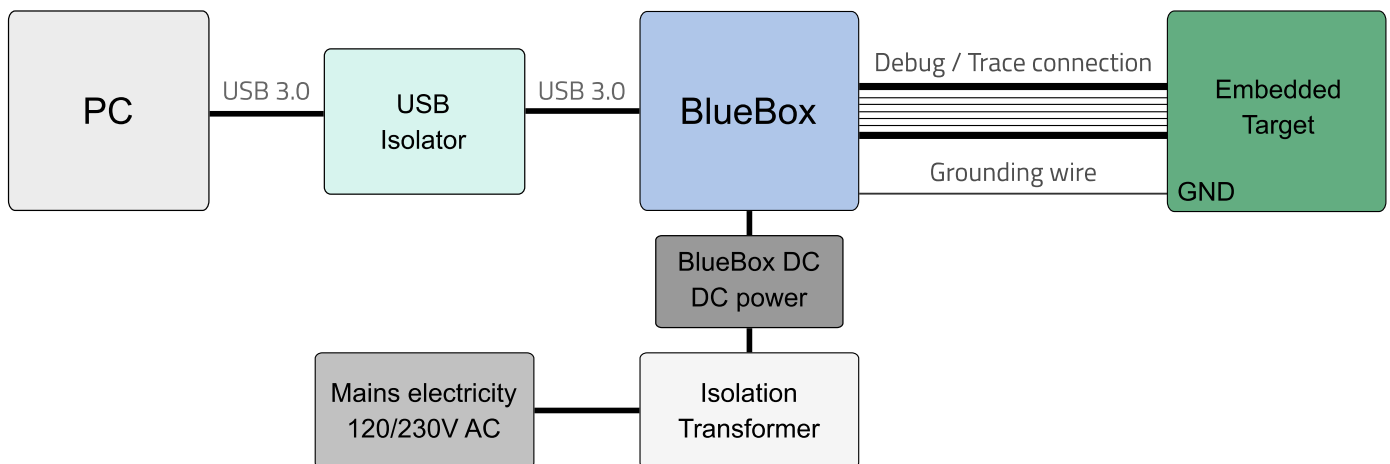 PC
USB 3.0
USB
Isolator
USB 3.0
BlueBox
Debug / Trace connection
Grounding wire
Embedded
Target
GND
BlueBox DC
DC power
Mains electricity
120/230V AC
Isolation
Transformer